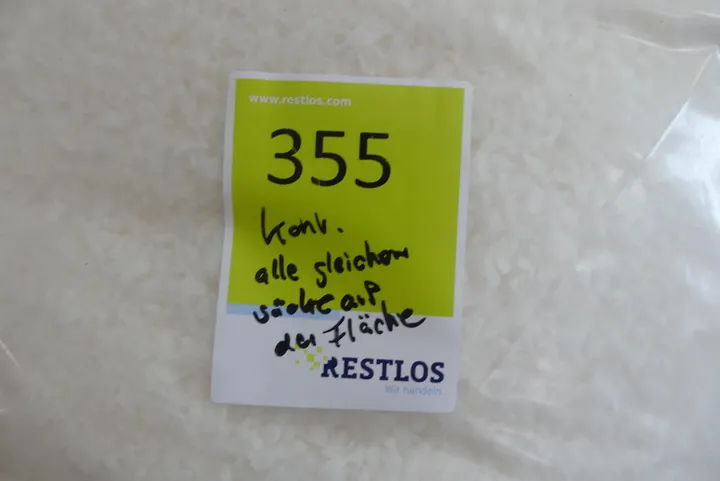 www.restlos.com
355
Konv.
alle gleichen
säcke auf
der Fläche
RESTLOS
Wir handeln.